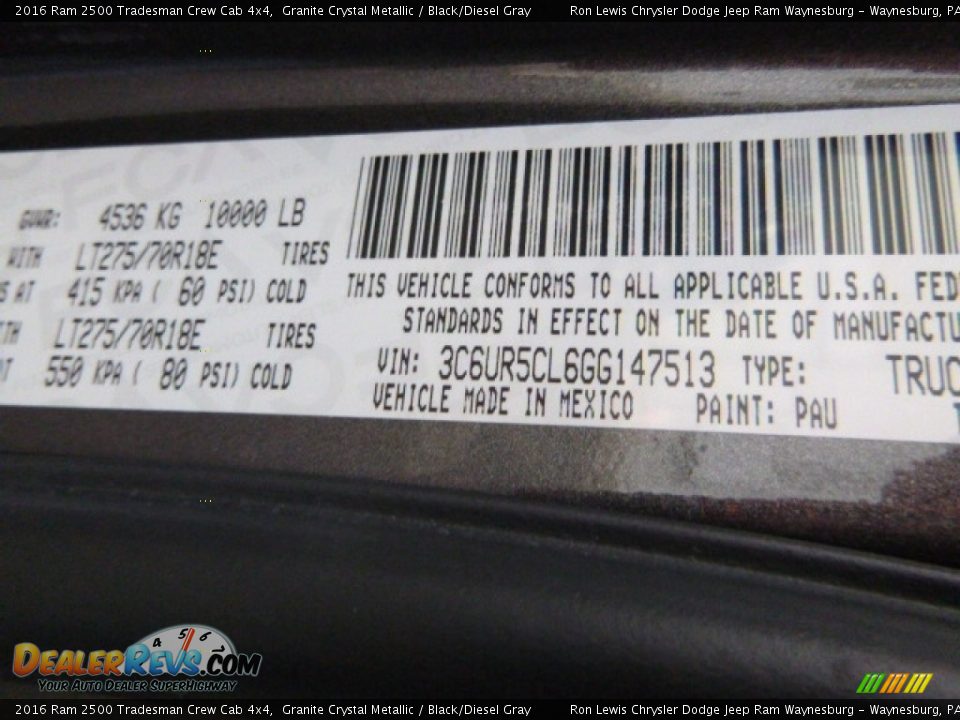 2016 Ram 2500 Tradesman Crew Cab 4x4, Granite Crystal Metallic / Black/Diesel Gray Ron Lewis Chrysler Dodge Jeep Ram Waynesburg - Waynesburg, PA
GVWR: 4536 KG 10000 LB
WITH LT275/70R18E TIRES
AT 415 KPA ( 60 PSI) COLD
LT275/70R18E TIRES
550 KPA ( 80 PSI) COLD
THIS VEHICLE CONFORMS TO ALL APPLICABLE U.S.A. FED
STANDARDS IN EFFECT ON THE DATE OF MANUFACTU
VIN: 3C6UR5CL6GG147513 TYPE: TRUC
VEHICLE MADE IN MEXICO PAINT: PAU
4 5 6
DEALERREVS.COM
YOUR AUTO DEALER SUPERHIGHWAY
2016 Ram 2500 Tradesman Crew Cab 4x4, Granite Crystal Metallic / Black/Diesel Gray Ron Lewis Chrysler Dodge Jeep Ram Waynesburg - Waynesburg, PA